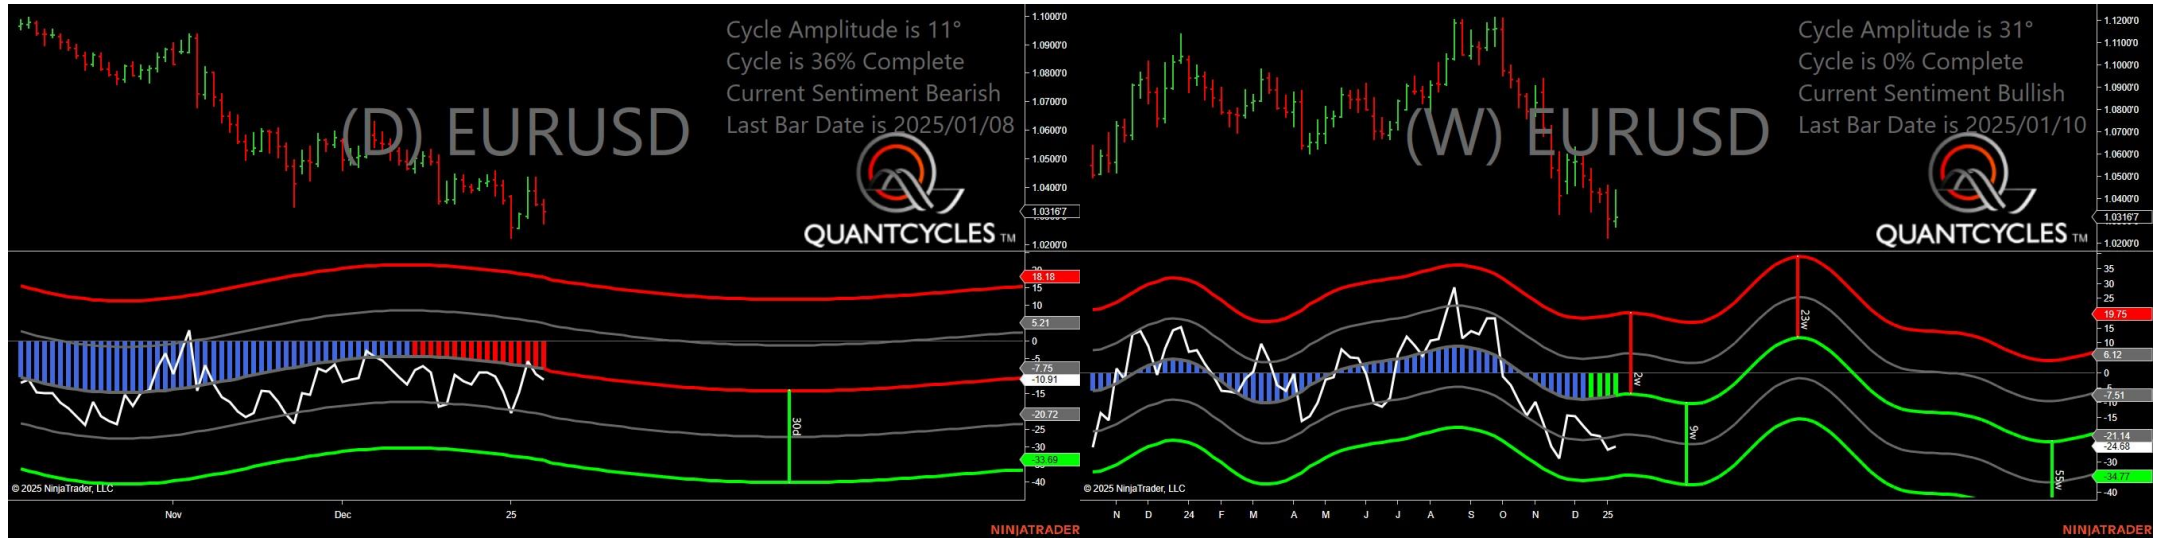 Cycle Amplitude is 11°
Cycle is 36% Complete
Current Sentiment Bearish
Last Bar Date is 2025/01/08
(D) EURUSD
QUANTCYCLES TM
1.1000'0
1.0900'0
1.0800'0
1.0700'0
1.0600'0
1.0500'0
1.0400'0
1.0316'7
1.0200'0
18.18
15
10
5.21
0
-5
-7.75
-10.91
-15
-20.72
-25
-30
-33.69
-40
30d
© 2025 NinjaTrader, LLC
Nov Dec 25
NINJATRADER
Cycle Amplitude is 31°
Cycle is 0% Complete
Current Sentiment Bullish
Last Bar Date is 2025/01/10
(W) EURUSD
QUANTCYCLES TM
1.1200'0
1.1100'0
1.1000'0
1.0900'0
1.0800'0
1.0700'0
1.0600'0
1.0500'0
1.0400'0
1.0316'7
1.0200'0
35
30
25
19.75
15
10
6.12
0
-5
-7.51
-15
-21.14
-24.68
-30
-34.77
-40
2w
9w
23w
55w
© 2025 NinjaTrader, LLC
N D 24 F M A M J J A S O N D 25
NINJATRADER